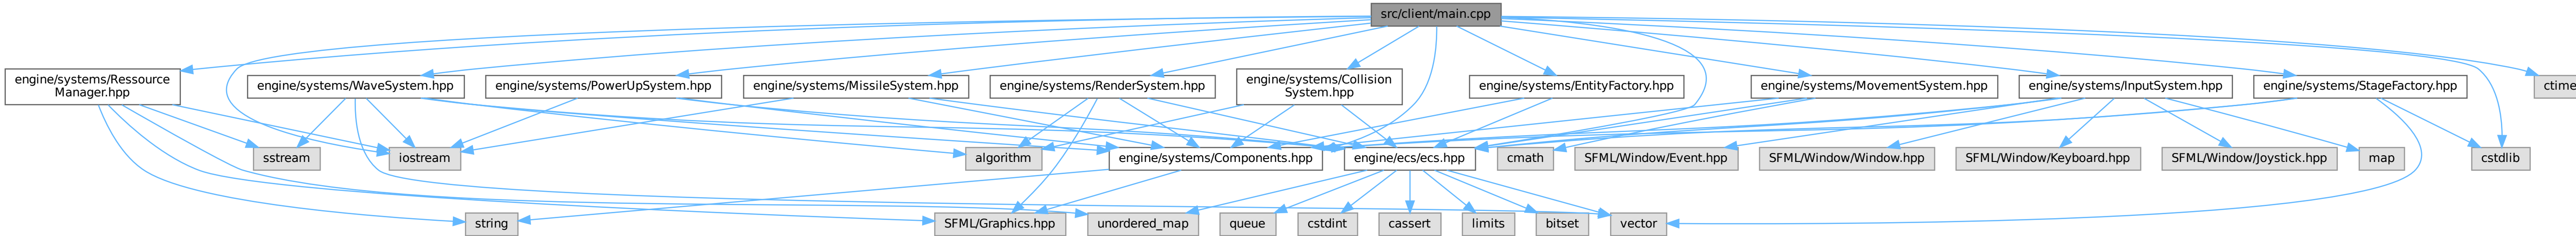 src/client/main.cpp
engine/systems/Ressource
Manager.hpp
engine/systems/WaveSystem.hpp
engine/systems/PowerUpSystem.hpp
engine/systems/MissileSystem.hpp
engine/systems/RenderSystem.hpp
engine/systems/Collision
System.hpp
engine/systems/EntityFactory.hpp
engine/systems/MovementSystem.hpp
engine/systems/InputSystem.hpp
engine/systems/StageFactory.hpp
ctime
sstream
iostream
algorithm
engine/systems/Components.hpp
engine/ecs/ecs.hpp
cmath
SFML/Window/Event.hpp
SFML/Window/Window.hpp
SFML/Window/Keyboard.hpp
SFML/Window/Joystick.hpp
map
cstdlib
string
SFML/Graphics.hpp
unordered_map
queue
cstdint
cassert
limits
bitset
vector